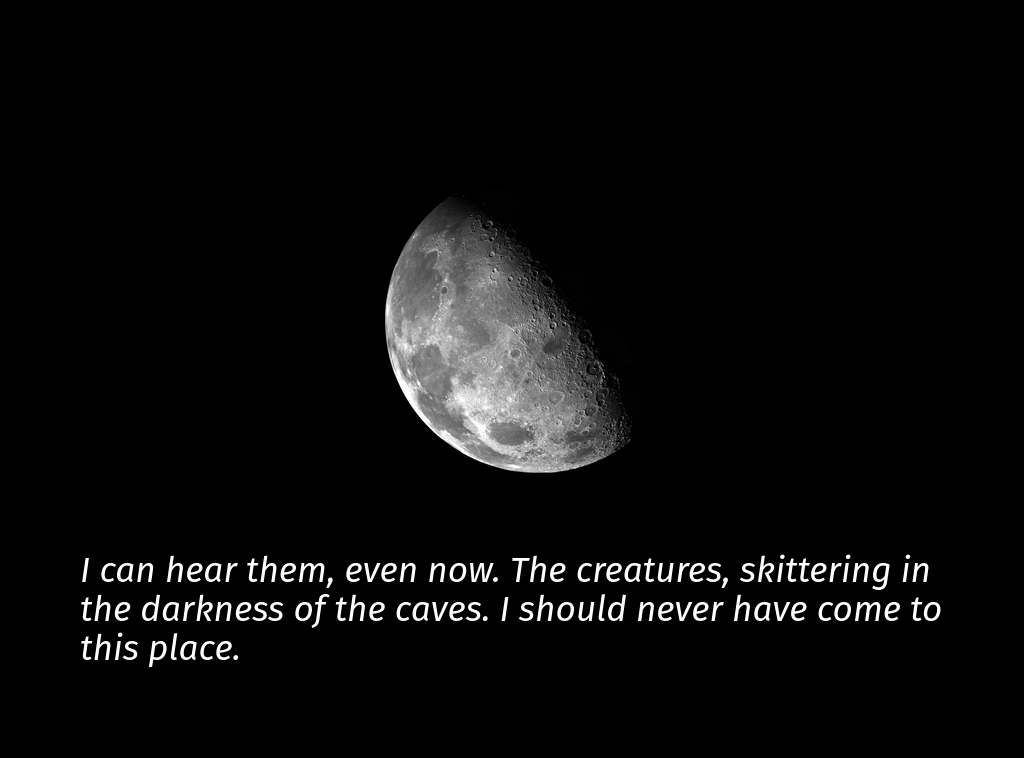 I can hear them, even now. The creatures, skittering in
the darkness of the caves. I should never have come to
this place.